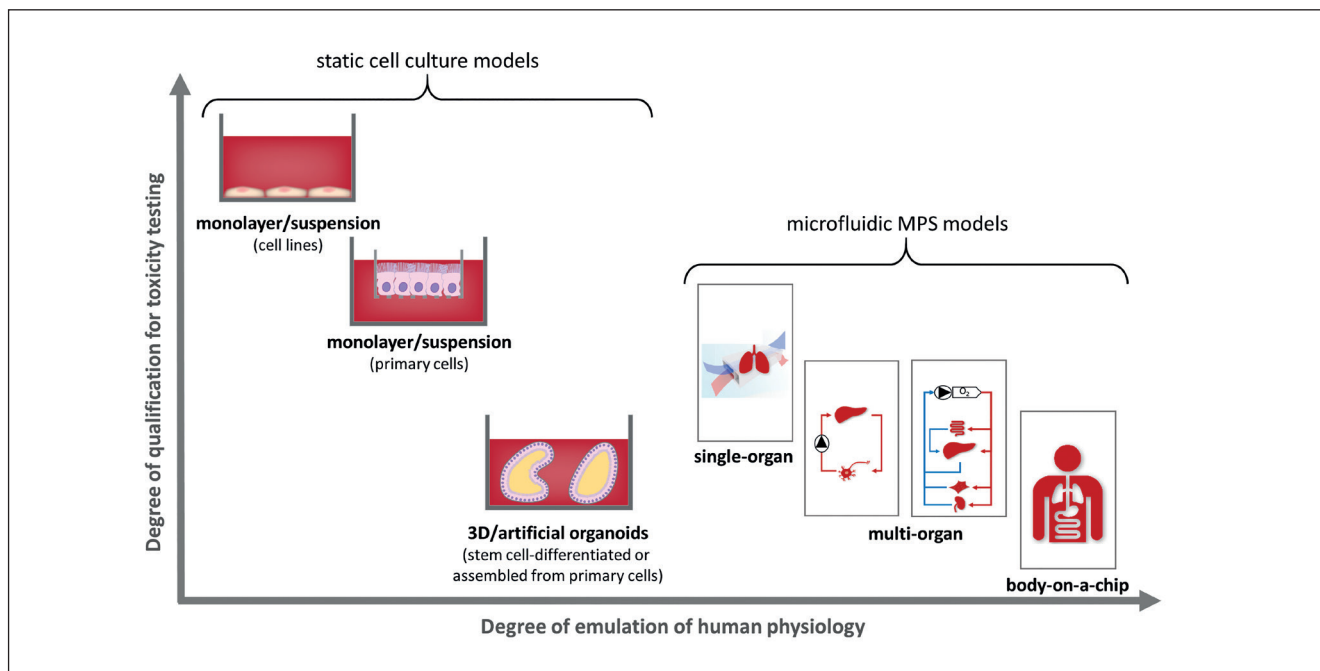 static cell culture models
Degree of qualification for toxicity testing
monolayer/suspension
(cell lines)
microfluidic MPS models
monolayer/suspension
(primary cells)
O₂
single-organ
3D/artificial organoids
(stem cell-differentiated or
assembled from primary cells)
multi-organ
body-on-a-chip
Degree of emulation of human physiology